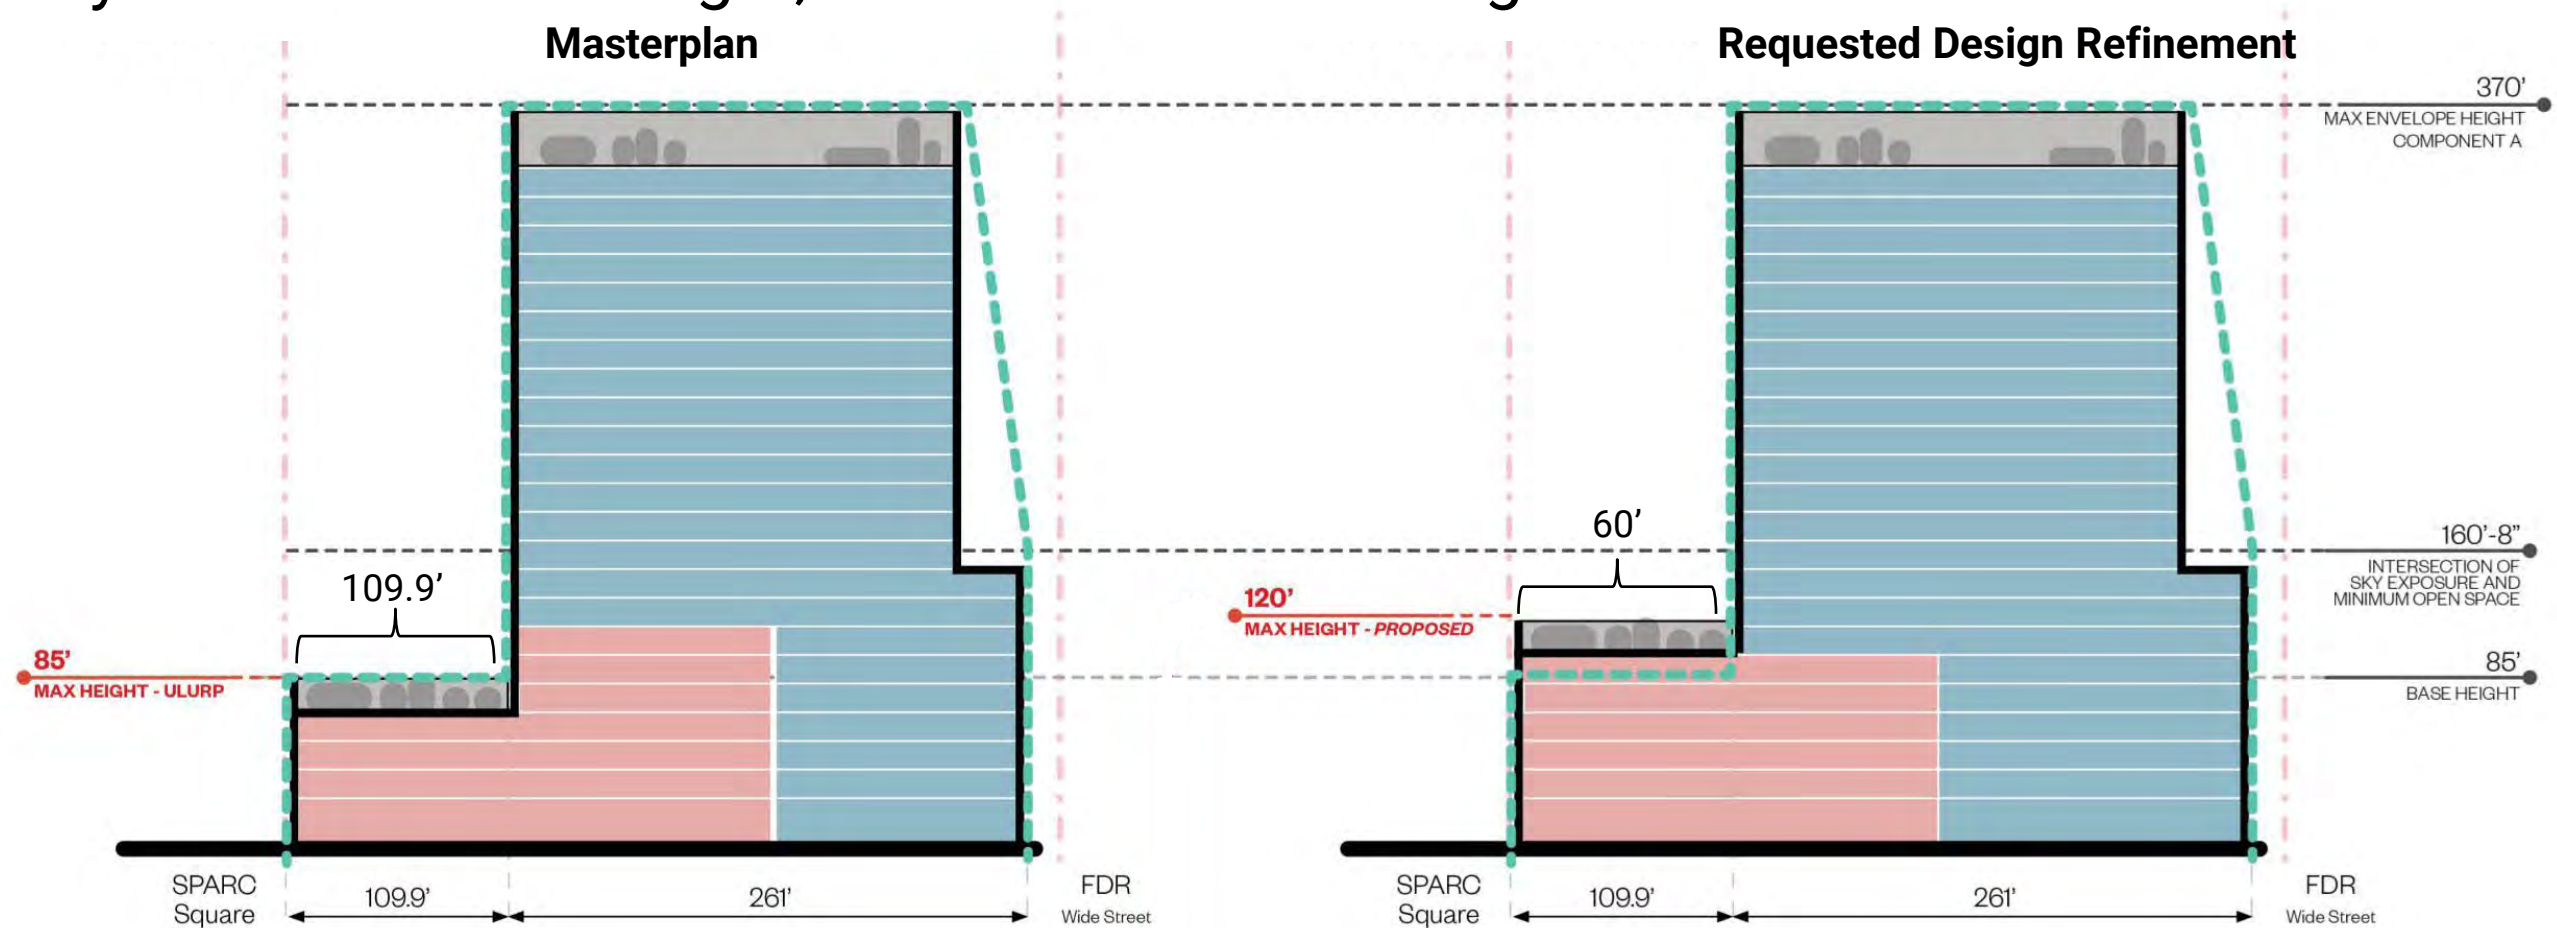 Masterplan
Requested Design Refinement
370'
MAX ENVELOPE HEIGHT
COMPONENT A
60'
160'-8"
INTERSECTION OF
SKY EXPOSURE AND
MINIMUM OPEN SPACE
109.9'
120'
MAX HEIGHT - PROPOSED
85'
MAX HEIGHT - ULURP
85'
BASE HEIGHT
SPARC
Square
109.9'
261'
FDR
Wide Street
SPARC
Square
109.9'
261'
FDR
Wide Street